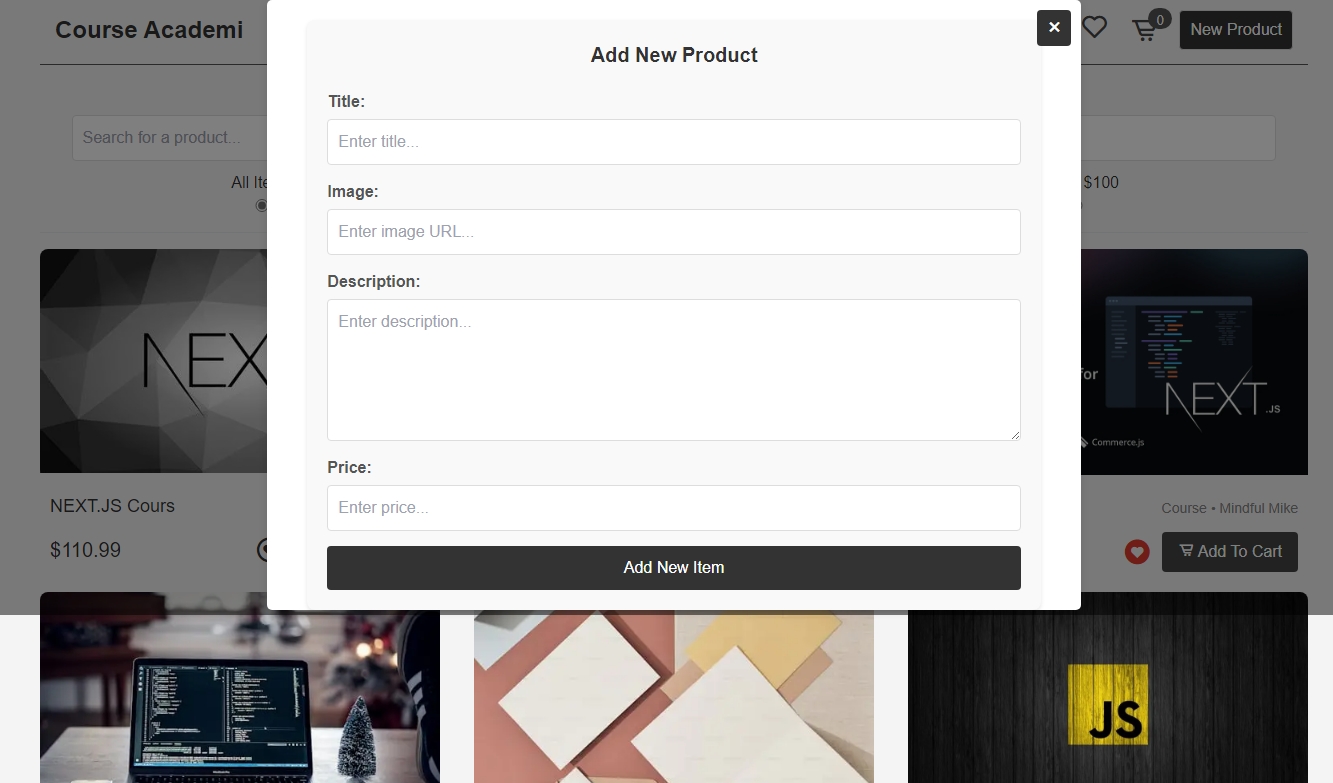 Course Academi
0
New Product
×
Add New Product
Title:
Enter title...
Image:
Enter image URL...
Description:
Enter description...
Price:
Enter price...
Add New Item
Search for a product...
All Ite
$100
NEX
for
NEXT.JS
Commerce.js
NEXT.JS Cours
Course • Mindful Mike
$110.99
Add To Cart
JS